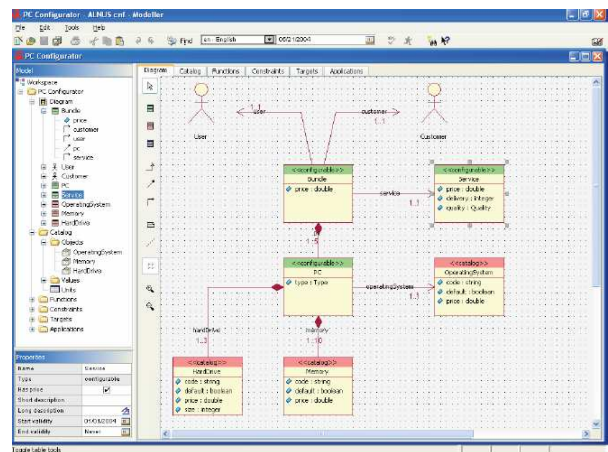 PC Configurator - ALNUS cnf - Modeller
File Edit Tools Help
Find en - English 06/21/2004
PC Configurator
Model
Workspace
PC Configurator
Diagram
Bundle
price
customer
user
pc
service
User
Customer
PC
Service
OperatingSystem
Memory
HardDrive
Catalog
Objects
OperatingSystem
Memory
HardDrive
Values
Units
Functions
Constraints
Targets
Applications
Properties
Name Service
Type configurable
Has price
Short description
Long description
Start validity 01/01/2004
End validity Never
Diagram Catalog Functions Constraints Targets Applications
User
1..1
user
customer
1..1
Customer
<<configurable>>
Bundle
price : double
service
1..1
<<configurable>>
Service
price : double
delivery : integer
quality : Quality
1..5
<<configurable>>
PC
type : Type
operatingSystem
1..1
<<catalog>>
OperatingSystem
code : string
default : boolean
price : double
hardDrive
1..3
memory
1..10
<<catalog>>
HardDrive
code : string
default : boolean
price : double
size : integer
<<catalog>>
Memory
code : string
default : boolean
price : double
Toggle table tools